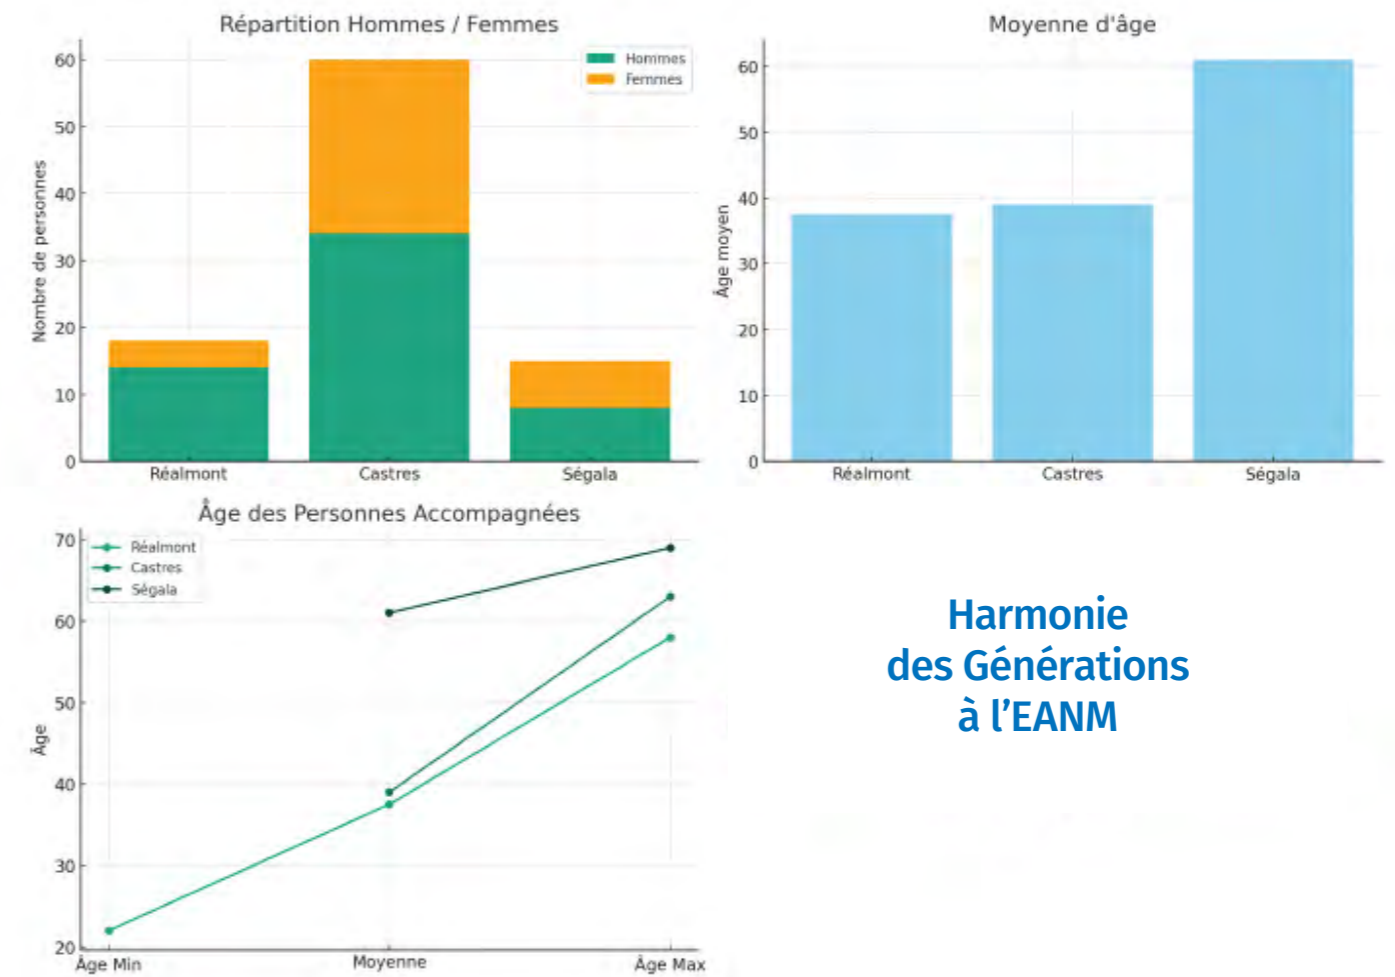 Répartition Hommes / Femmes
Nombre de personnes
60
50
40
30
20
10
0
Hommes
Femmes
Réalmont
Castres
Ségala
Moyenne d'âge
Âge moyen
60
50
40
30
20
10
0
Réalmont
Castres
Ségala
Âge des Personnes Accompagnées
Âge
70
60
50
40
30
20
Réalmont
Castres
Ségala
Âge Min
Moyenne
Âge Max
Harmonie
des Générations
à l’EANM